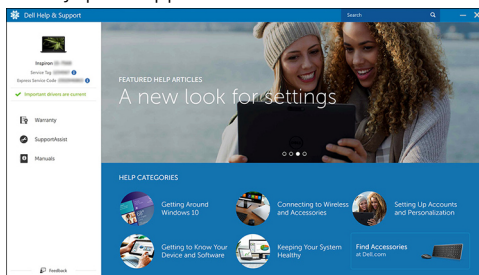 Dell Help & Support
Search
Inspiron
Service Tag
Express Service Code
Important drivers are current
Warranty
SupportAssist
Manuals
Feedback
FEATURED HELP ARTICLES
A new look for settings
HELP CATEGORIES
Getting Around
Windows 10
Connecting to Wireless
and Accessories
Setting Up Accounts
and Personalization
Getting to Know Your
Device and Software
Keeping Your System
Healthy
Find Accessories
at Dell.com